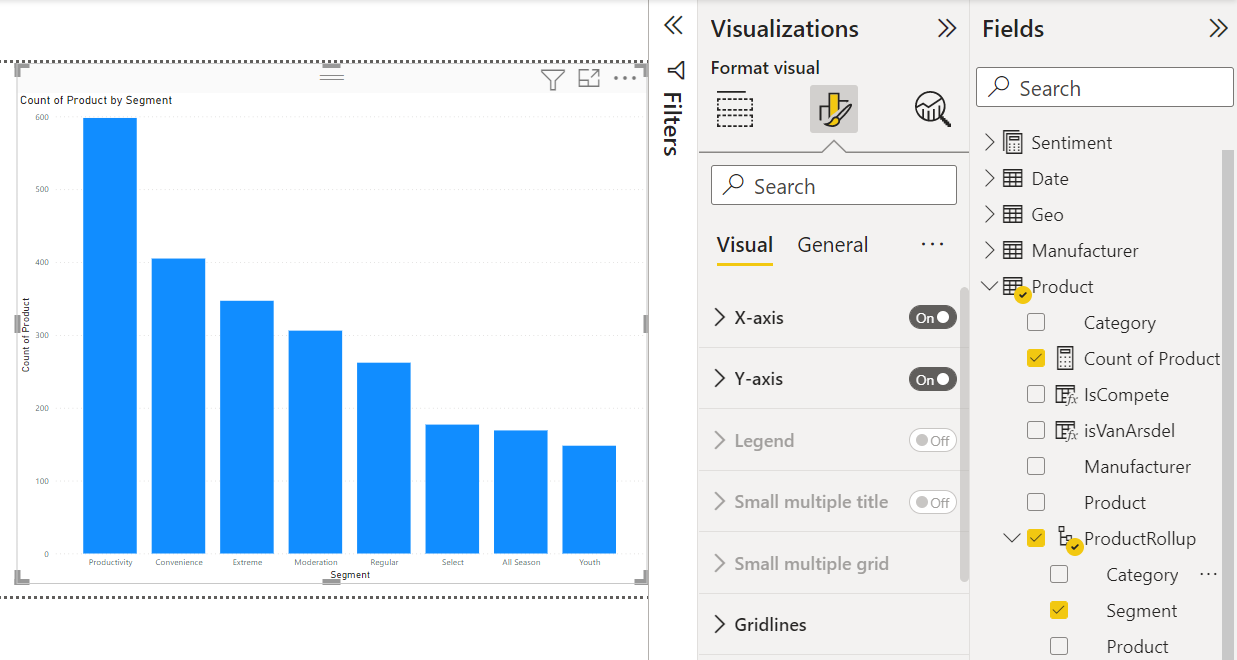 Count of Product by Segment
600
500
400
300
200
100
0
Count of Product
Productivity Convenience Extreme Moderation Regular Select All Season Youth
Segment
Filters
Visualizations
Format visual
Search
Visual General ...
X-axis On
Y-axis On
Legend Off
Small multiple title Off
Small multiple grid
Gridlines
Fields
Search
Sentiment
Date
Geo
Manufacturer
Product
Category
Count of Product
IsCompete
isVanArsdel
Manufacturer
Product
ProductRollup
Category ...
Segment
Product